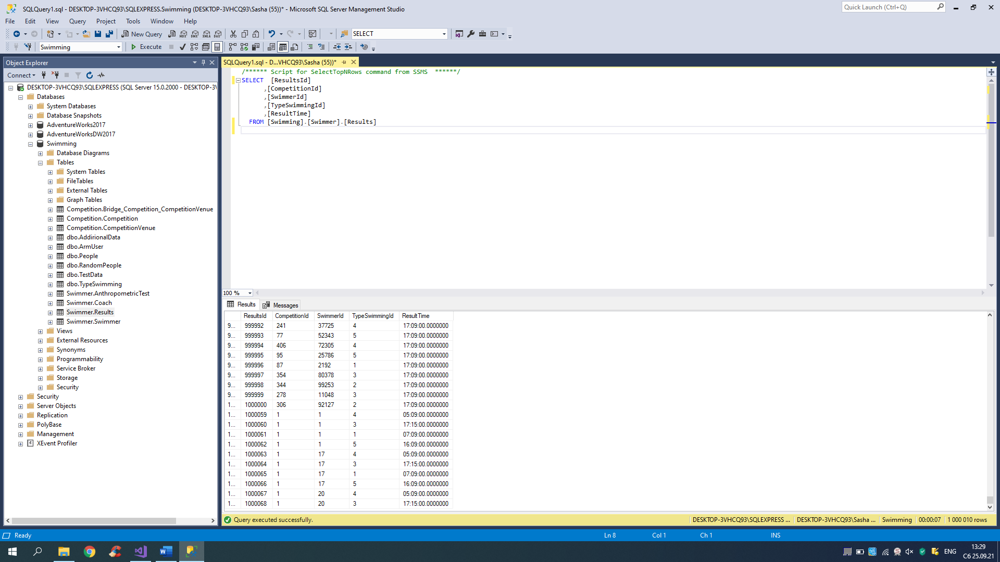 SQLQuery1.sql - DESKTOP-3VHCQ93\SQLEXPRESS.Swimming (DESKTOP-3VHCQ93\Sasha (55))* - Microsoft SQL Server Management Studio
Quick Launch (Ctrl+Q)
File Edit View Query Project Tools Window Help
New Query MDX DMX XMLA DAX SELECT
Swimming Execute
Object Explorer
Connect
DESKTOP-3VHCQ93\SQLEXPRESS (SQL Server 15.0.2000 - DESKTOP-3V
Databases
System Databases
Database Snapshots
AdventureWorks2017
AdventureWorksDW2017
Swimming
Database Diagrams
Tables
System Tables
FileTables
External Tables
Graph Tables
Competition.Bridge_Competition_CompetitionVenue
Competition.Competition
Competition.CompetitionVenue
dbo.AddirionalData
dbo.ArmUser
dbo.People
dbo.RandomPeople
dbo.TestData
dbo.TypeSwimming
Swimmer.AnthropometricTest
Swimmer.Coach
Swimmer.Results
Swimmer.Swimmer
Views
External Resources
Synonyms
Programmability
Service Broker
Storage
Security
Security
Server Objects
Replication
PolyBase
Management
XEvent Profiler
SQLQuery1.sql - D...VHCQ93\Sasha (55))*
/****** Script for SelectTopNRows command from SSMS  ******/
SELECT  [ResultsId]
,[CompetitionId]
,[SwimmerId]
,[TypeSwimmingId]
,[ResultTime]
FROM [Swimming].[Swimmer].[Results]
100 %
Results Messages
ResultsId CompetitionId SwimmerId TypeSwimmingId ResultTime
9... 999992 241 37725 4 17:09:00.0000000
9... 999993 77 52343 5 17:09:00.0000000
9... 999994 406 72305 4 17:09:00.0000000
9... 999995 95 25786 5 17:09:00.0000000
9... 999996 87 2192 1 17:09:00.0000000
9... 999997 354 80378 3 17:09:00.0000000
9... 999998 344 99253 2 17:09:00.0000000
9... 999999 278 11048 3 17:09:00.0000000
1... 1000000 306 92127 2 17:09:00.0000000
1... 1000059 1 1 4 05:09:00.0000000
1... 1000060 1 1 3 17:15:00.0000000
1... 1000061 1 1 1 07:09:00.0000000
1... 1000062 1 1 5 16:09:00.0000000
1... 1000063 1 17 4 05:09:00.0000000
1... 1000064 1 17 3 17:15:00.0000000
1... 1000065 1 17 1 07:09:00.0000000
1... 1000066 1 17 5 16:09:00.0000000
1... 1000067 1 20 4 05:09:00.0000000
1... 1000068 1 20 3 17:15:00.0000000
Query executed successfully.
DESKTOP-3VHCQ93\SQLEXPRESS ... DESKTOP-3VHCQ93\Sasha ... Swimming 00:00:07 1 000 010 rows
Ready Ln 8 Col 1 Ch 1 INS
ENG
13:29
Сб 25.09.21